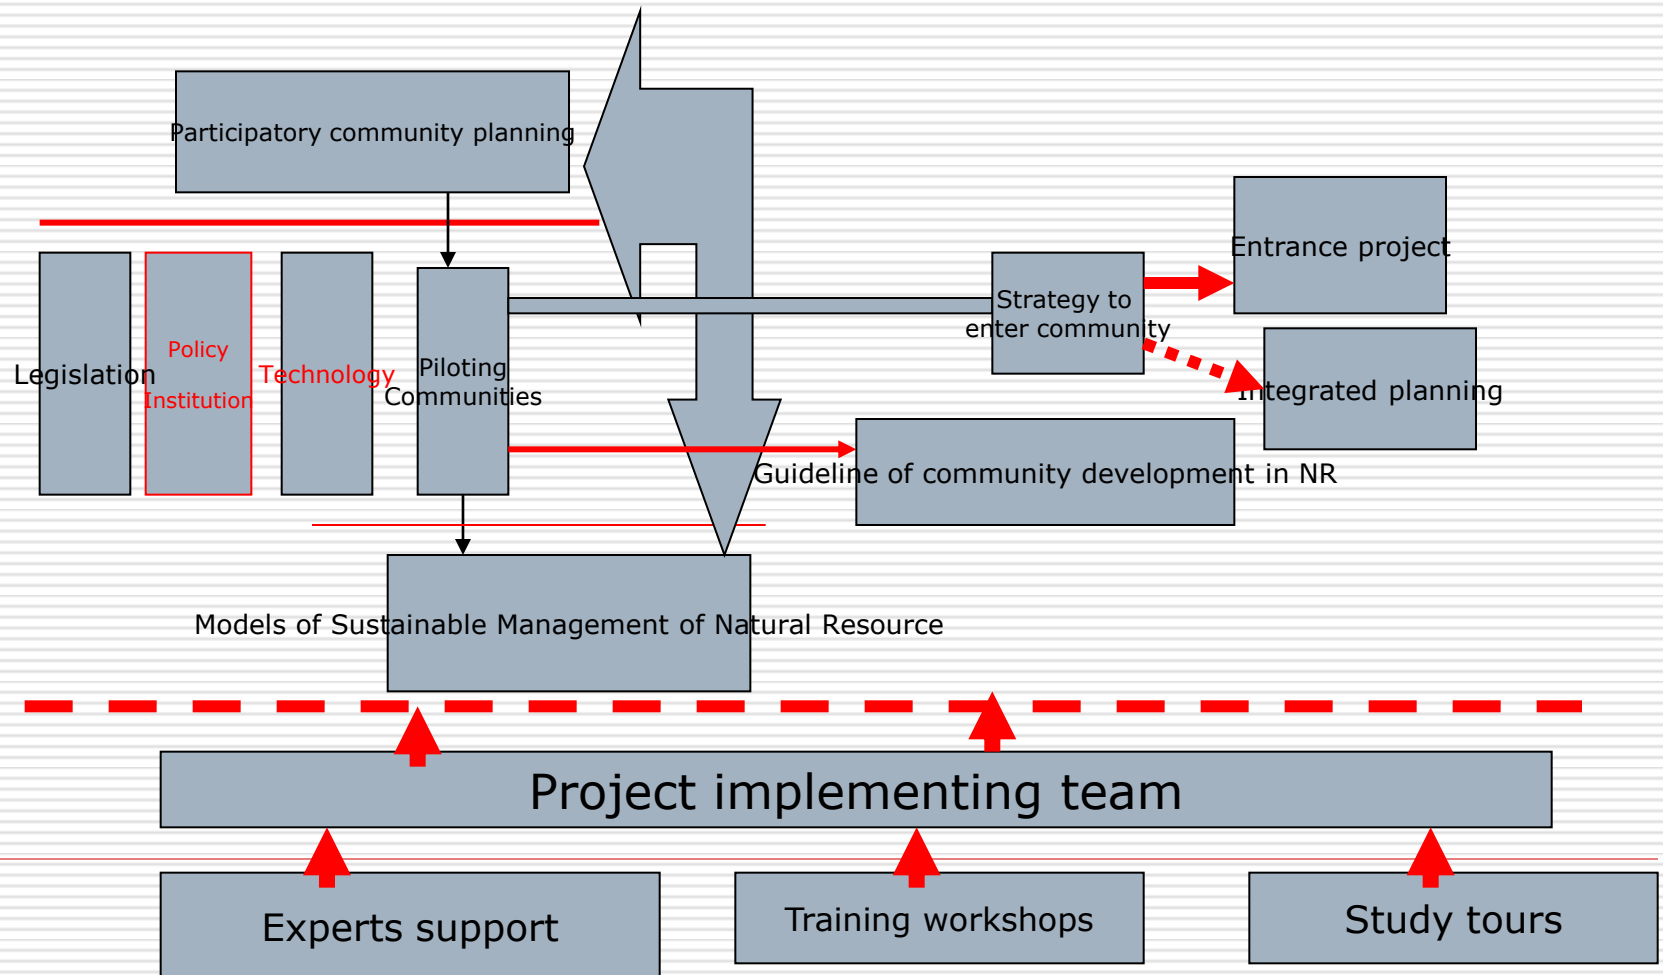 Participatory community planning
Entrance project
Strategy to
enter community
Legislation
Policy
Institution
Technology
Piloting
Communities
Integrated planning
Guideline of community development in NR
Models of Sustainable Management of Natural Resource
Project implementing team
Experts support
Training workshops
Study tours